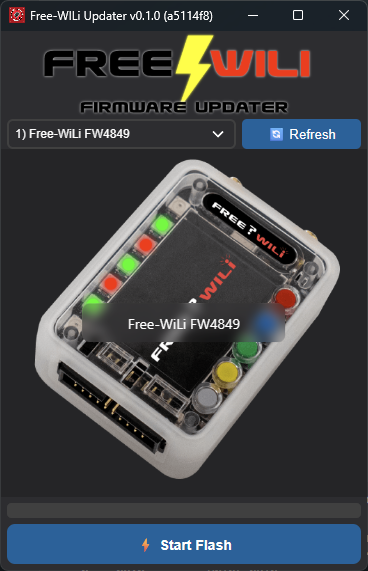 Free-WiLi Updater v0.1.0 (a5114f8)
FREE WILi
FIRMWARE UPDATER
1) Free-WiLi FW4849
Refresh
FREE? WILi
WILi
Free-WiLi FW4849
Start Flash